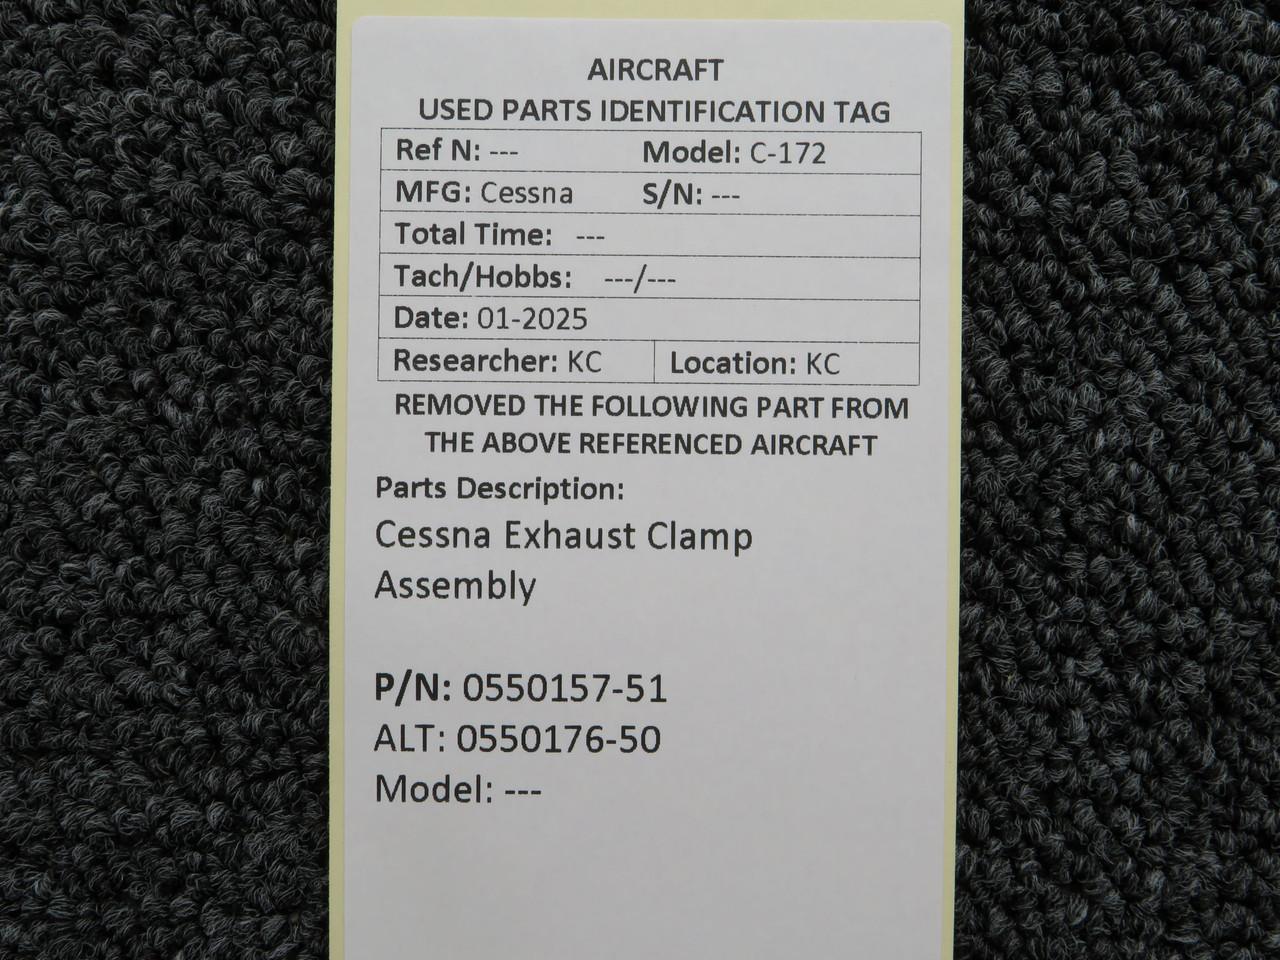 AIRCRAFT
USED PARTS IDENTIFICATION TAG
Ref N: --- Model: C-172
MFG: Cessna S/N: ---
Total Time: ---
Tach/Hobbs: ---/---
Date: 01-2025
Researcher: KC Location: KC
REMOVED THE FOLLOWING PART FROM
THE ABOVE REFERENCED AIRCRAFT
Parts Description:
Cessna Exhaust Clamp
Assembly
P/N: 0550157-51
ALT: 0550176-50
Model: ---